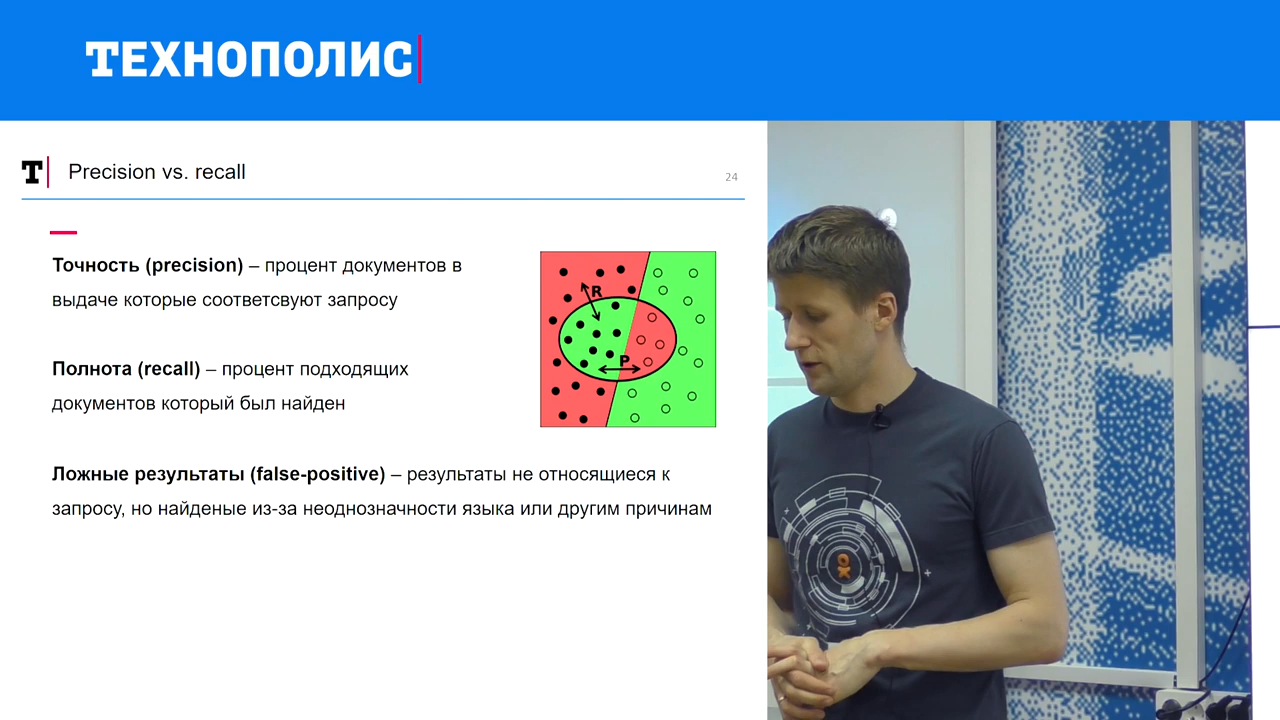 ТЕХНОПОЛИС
T
Precision vs. recall
24
Точность (precision) – процент документов в
выдаче которые соответсвуют запросу
R
P
Полнота (recall) – процент подходящих
документов который был найден
Ложные результаты (false-positive) – результаты не относящиеся к
запросу, но найденые из-за неоднозначности языка или другим причинам